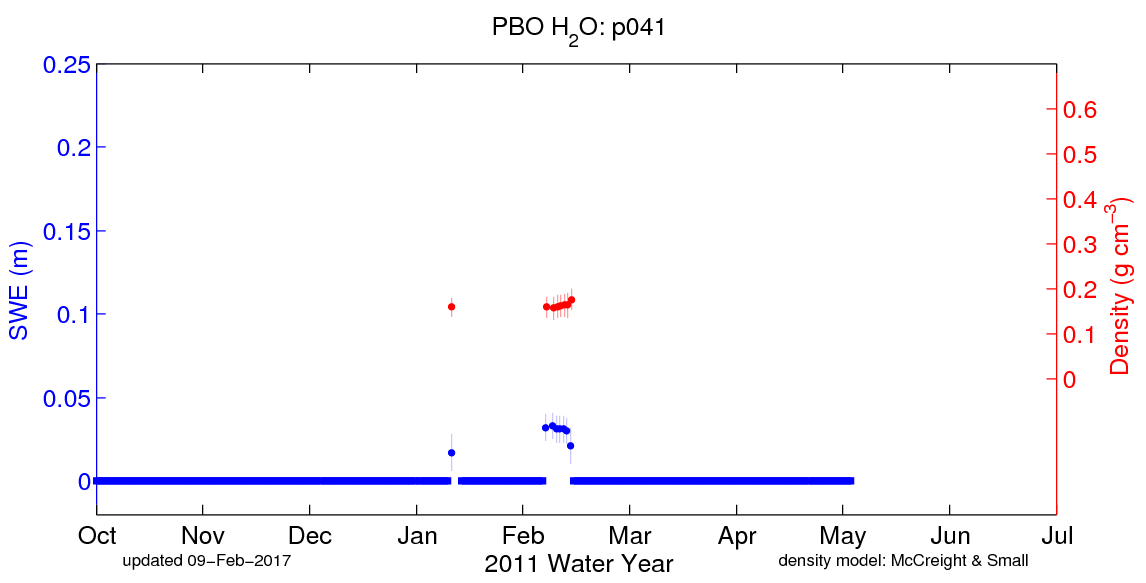 PBO H2O: p041
0.25
0.2
0.15
0.1
0.05
0
SWE (m)
0.6
0.5
0.4
0.3
0.2
0.1
0
Density (g cm−3)
Oct Nov Dec Jan Feb Mar Apr May Jun Jul
updated 09−Feb−2017
2011 Water Year
density model: McCreight & Small